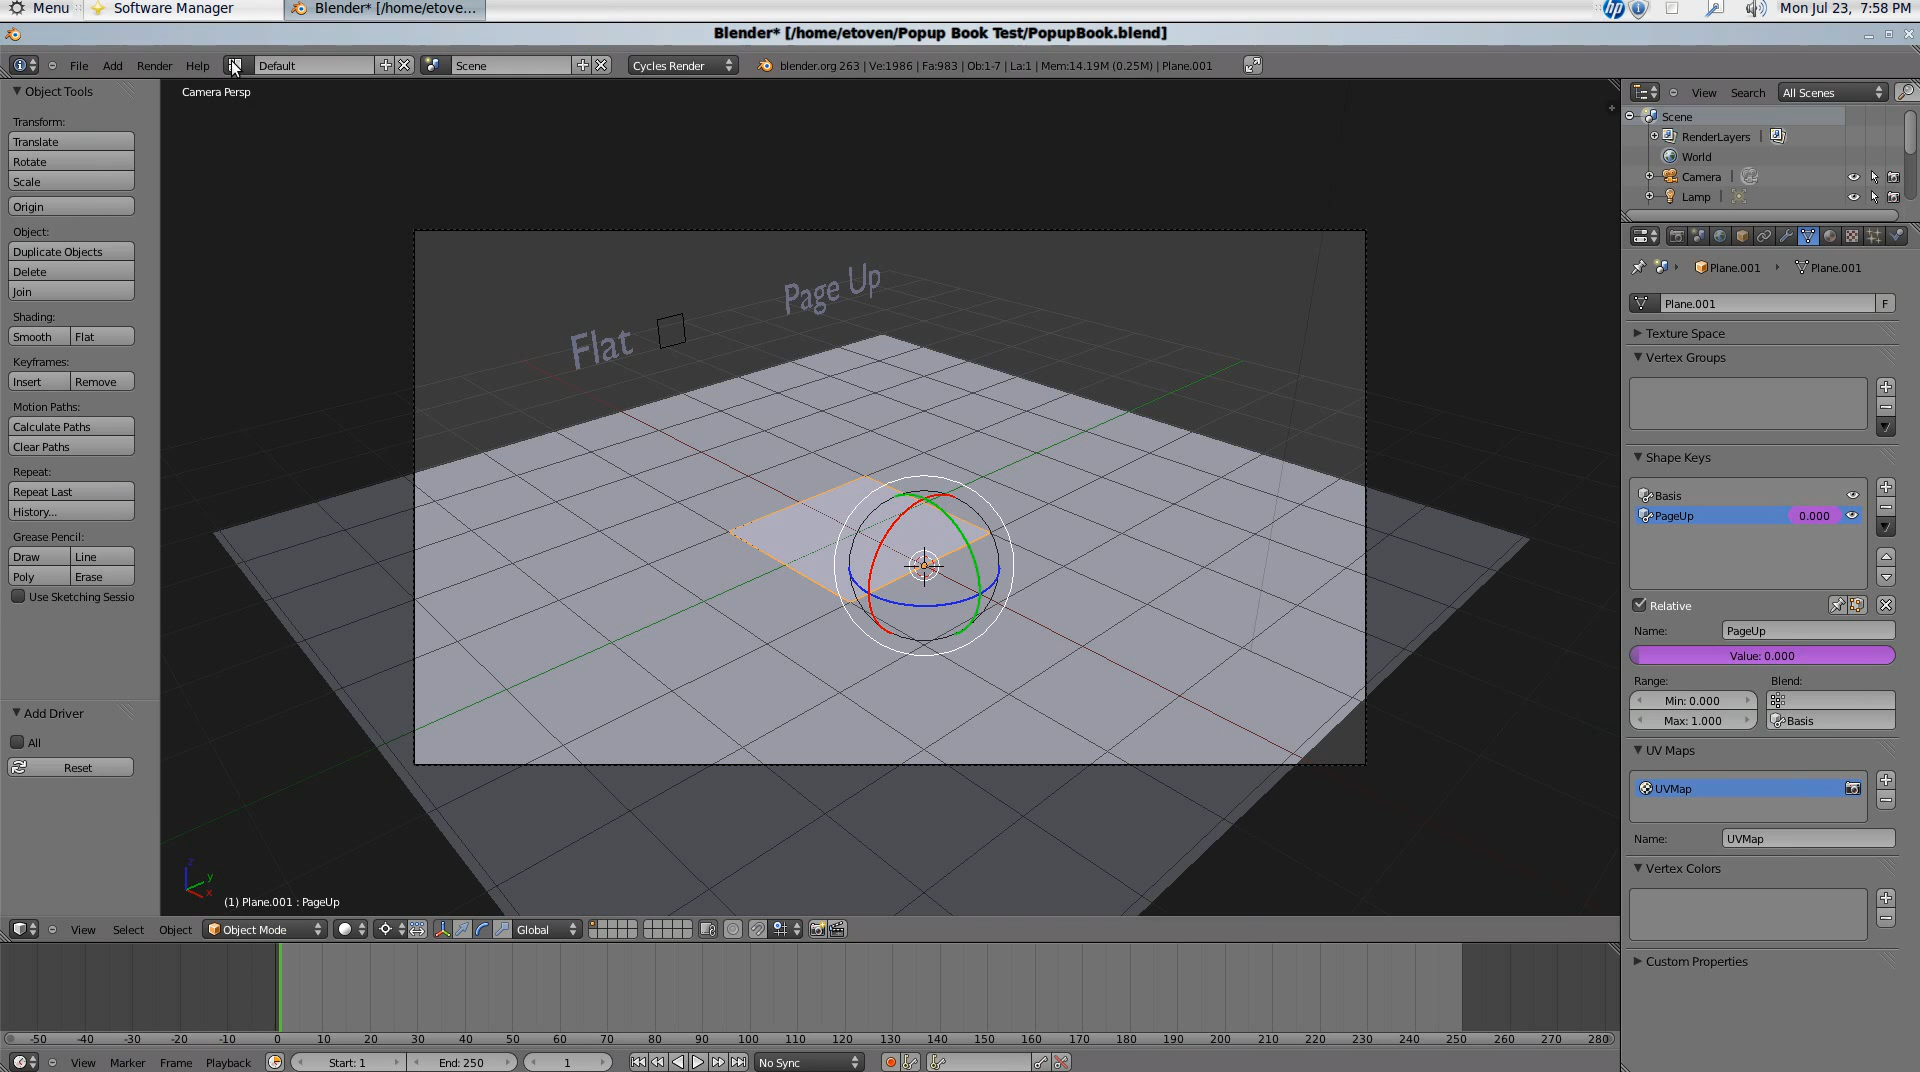 Menu Software Manager Blender* [/home/etove... Mon Jul 23, 7:58 PM
Blender* [/home/etoven/Popup Book Test/PopupBook.blend]
File Add Render Help Default Scene Cycles Render blender.org 263 | Ve:1986 | Fa:983 | Ob:1-7 | La:1 | Mem:14.19M (0.25M) | Plane.001
Object Tools
Transform:
Translate
Rotate
Scale
Origin
Object:
Duplicate Objects
Delete
Join
Shading:
Smooth Flat
Keyframes:
Insert Remove
Motion Paths:
Calculate Paths
Clear Paths
Repeat:
Repeat Last
History...
Grease Pencil:
Draw Line
Poly Erase
Use Sketching Sessio
Add Driver
All
Reset
Camera Persp
Page Up
Flat
z
y
x
(1) Plane.001 : PageUp
View Search All Scenes
Scene
RenderLayers |
World
Camera |
Lamp |
Plane.001 Plane.001
Plane.001 F
Texture Space
Vertex Groups
Shape Keys
Basis
PageUp 0.000
Relative
Name: PageUp
Value: 0.000
Range: Blend:
Min: 0.000
Max: 1.000 Basis
UV Maps
UVMap
Name: UVMap
Vertex Colors
Custom Properties
View Select Object Object Mode Global
-50 -40 -30 -20 -10 0 10 20 30 40 50 60 70 80 90 100 110 120 130 140 150 160 170 180 190 200 210 220 230 240 250 260 270 280
View Marker Frame Playback Start: 1 End: 250 1 No Sync